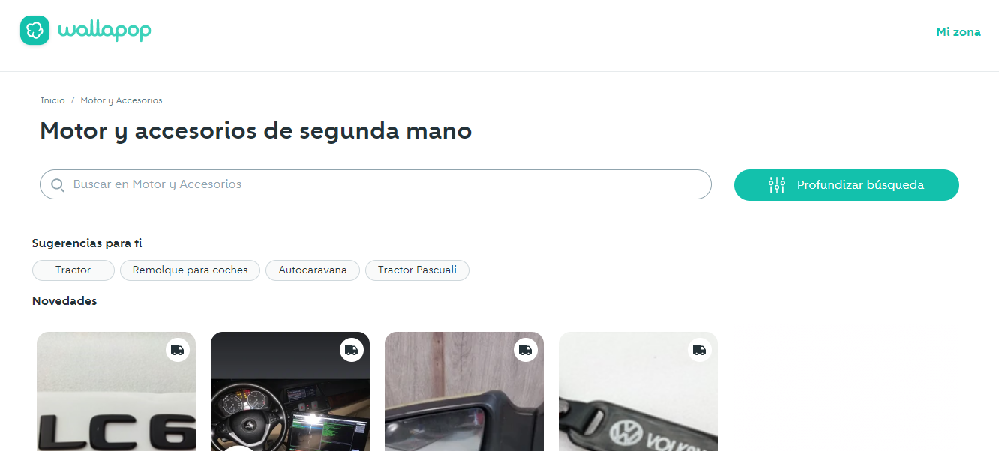 wallapop
Mi zona
Inicio / Motor y Accesorios
Motor y accesorios de segunda mano
Buscar en Motor y Accesorios
Profundizar búsqueda
Sugerencias para ti
Tractor
Remolque para coches
Autocaravana
Tractor Pascuali
Novedades
LC6